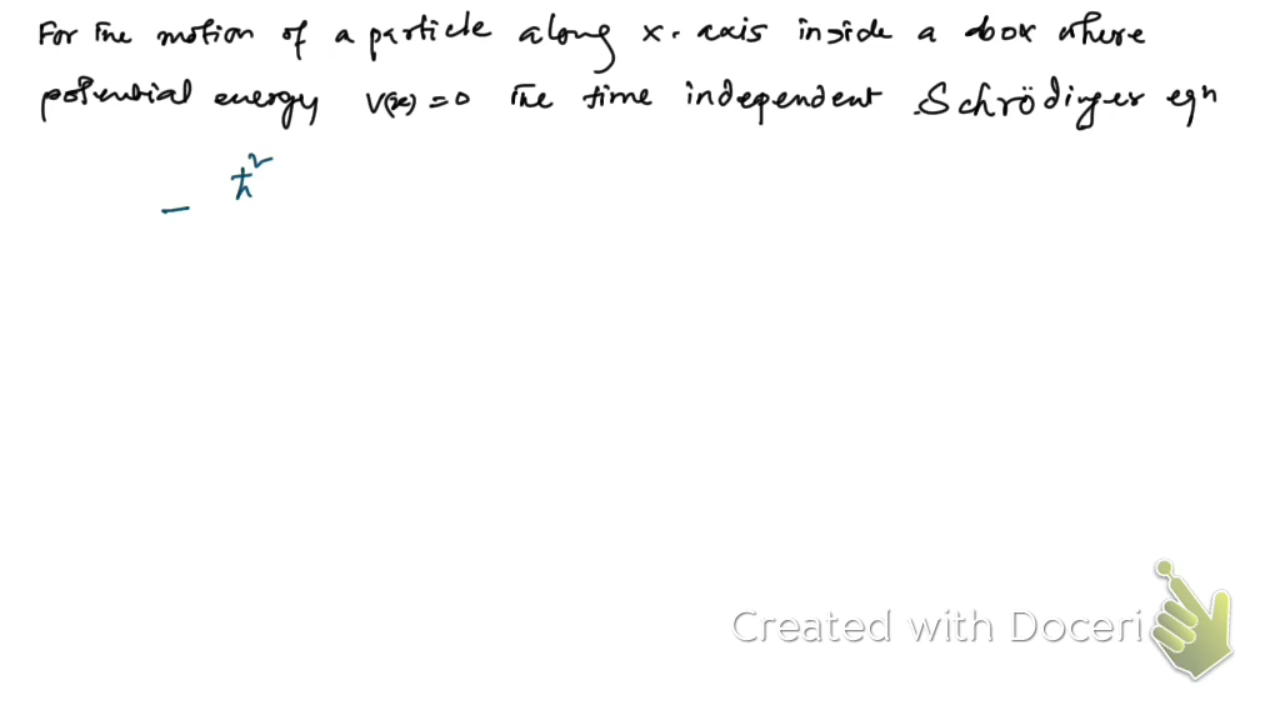 For the motion of a particle along x-axis inside a box where
potential energy V(x) = 0 the time independent Schrödinger eqn
- ℏ²
Created with Doceri